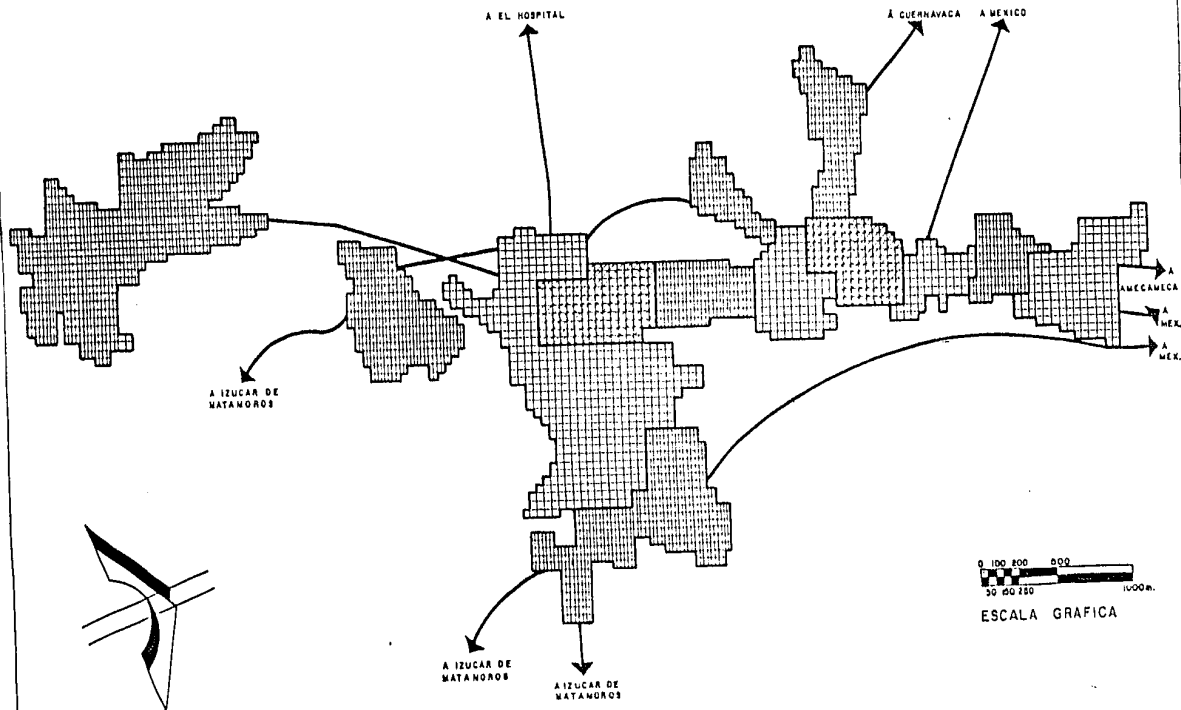 A EL HOSPITAL
A CUERNAVACA
A MEXICO
A
AMECAMECA
A
MEX.
A
MEX.
A IZUCAR DE
MATAMOROS
0 100 200 500
50 150 250 1000m.
ESCALA GRAFICA
A IZUCAR DE
MATAMOROS
A IZUCAR DE
MATAMOROS